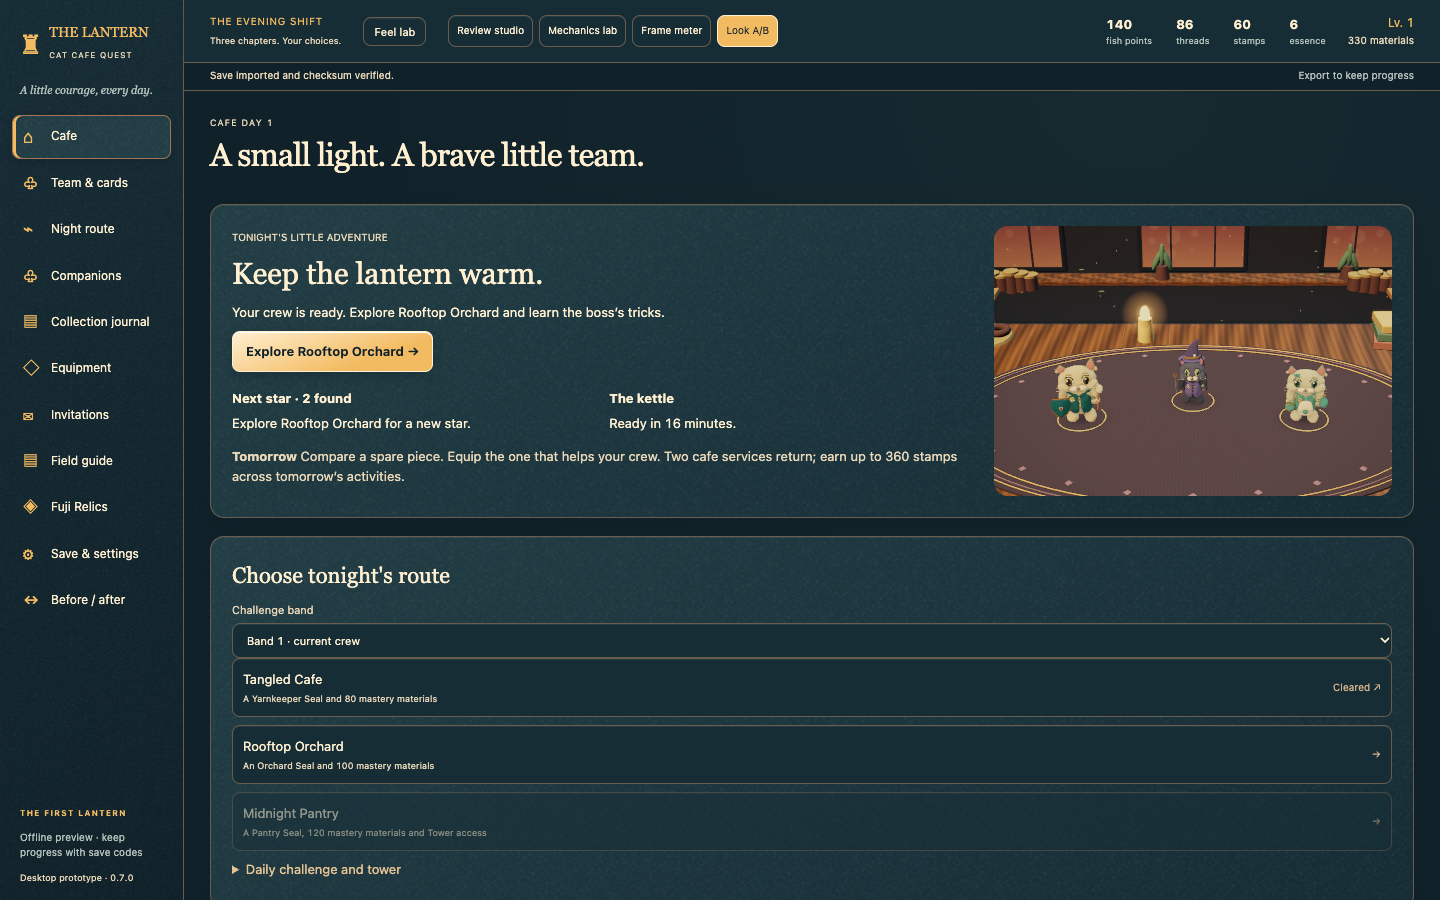 THE LANTERN
CAT CAFE QUEST
A little courage, every day.
Cafe
Team & cards
Night route
Companions
Collection journal
Equipment
Invitations
Field guide
Fuji Relics
Save & settings
Before / after
THE FIRST LANTERN
Offline preview · keep
progress with save codes
Desktop prototype · 0.7.0
THE EVENING SHIFT
Three chapters. Your choices.
Feel lab
Review studio
Mechanics lab
Frame meter
Look A/B
140
fish points
86
threads
60
stamps
6
essence
Lv. 1
330 materials
Save imported and checksum verified.
Export to keep progress
CAFE DAY 1
A small light. A brave little team.
TONIGHT'S LITTLE ADVENTURE
Keep the lantern warm.
Your crew is ready. Explore Rooftop Orchard and learn the boss's tricks.
Explore Rooftop Orchard →
Next star · 2 found
Explore Rooftop Orchard for a new star.
The kettle
Ready in 16 minutes.
Tomorrow Compare a spare piece. Equip the one that helps your crew. Two cafe services return; earn up to 360 stamps
across tomorrow's activities.
Choose tonight's route
Challenge band
Band 1 · current crew
Tangled Cafe
A Yarnkeeper Seal and 80 mastery materials
Cleared ↗
Rooftop Orchard
An Orchard Seal and 100 mastery materials
→
Midnight Pantry
A Pantry Seal, 120 mastery materials and Tower access
→
Daily challenge and tower